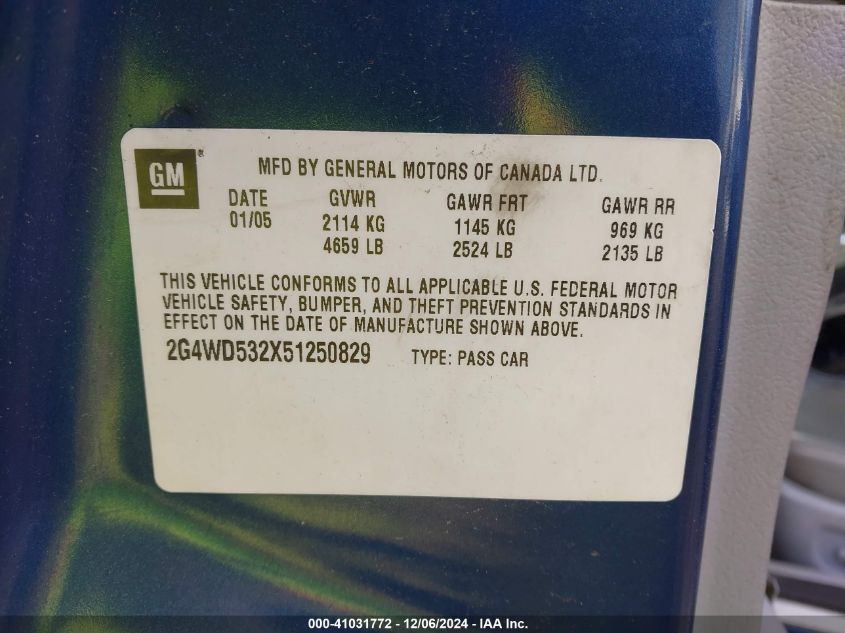 GM ®
MFD BY GENERAL MOTORS OF CANADA LTD.
DATE GVWR GAWR FRT GAWR RR
01/05 2114 KG 1145 KG 969 KG
4659 LB 2524 LB 2135 LB
THIS VEHICLE CONFORMS TO ALL APPLICABLE U.S. FEDERAL MOTOR
VEHICLE SAFETY, BUMPER, AND THEFT PREVENTION STANDARDS IN
EFFECT ON THE DATE OF MANUFACTURE SHOWN ABOVE.
2G4WD532X51250829 TYPE: PASS CAR
000-41031772 - 12/06/2024 - IAA Inc.